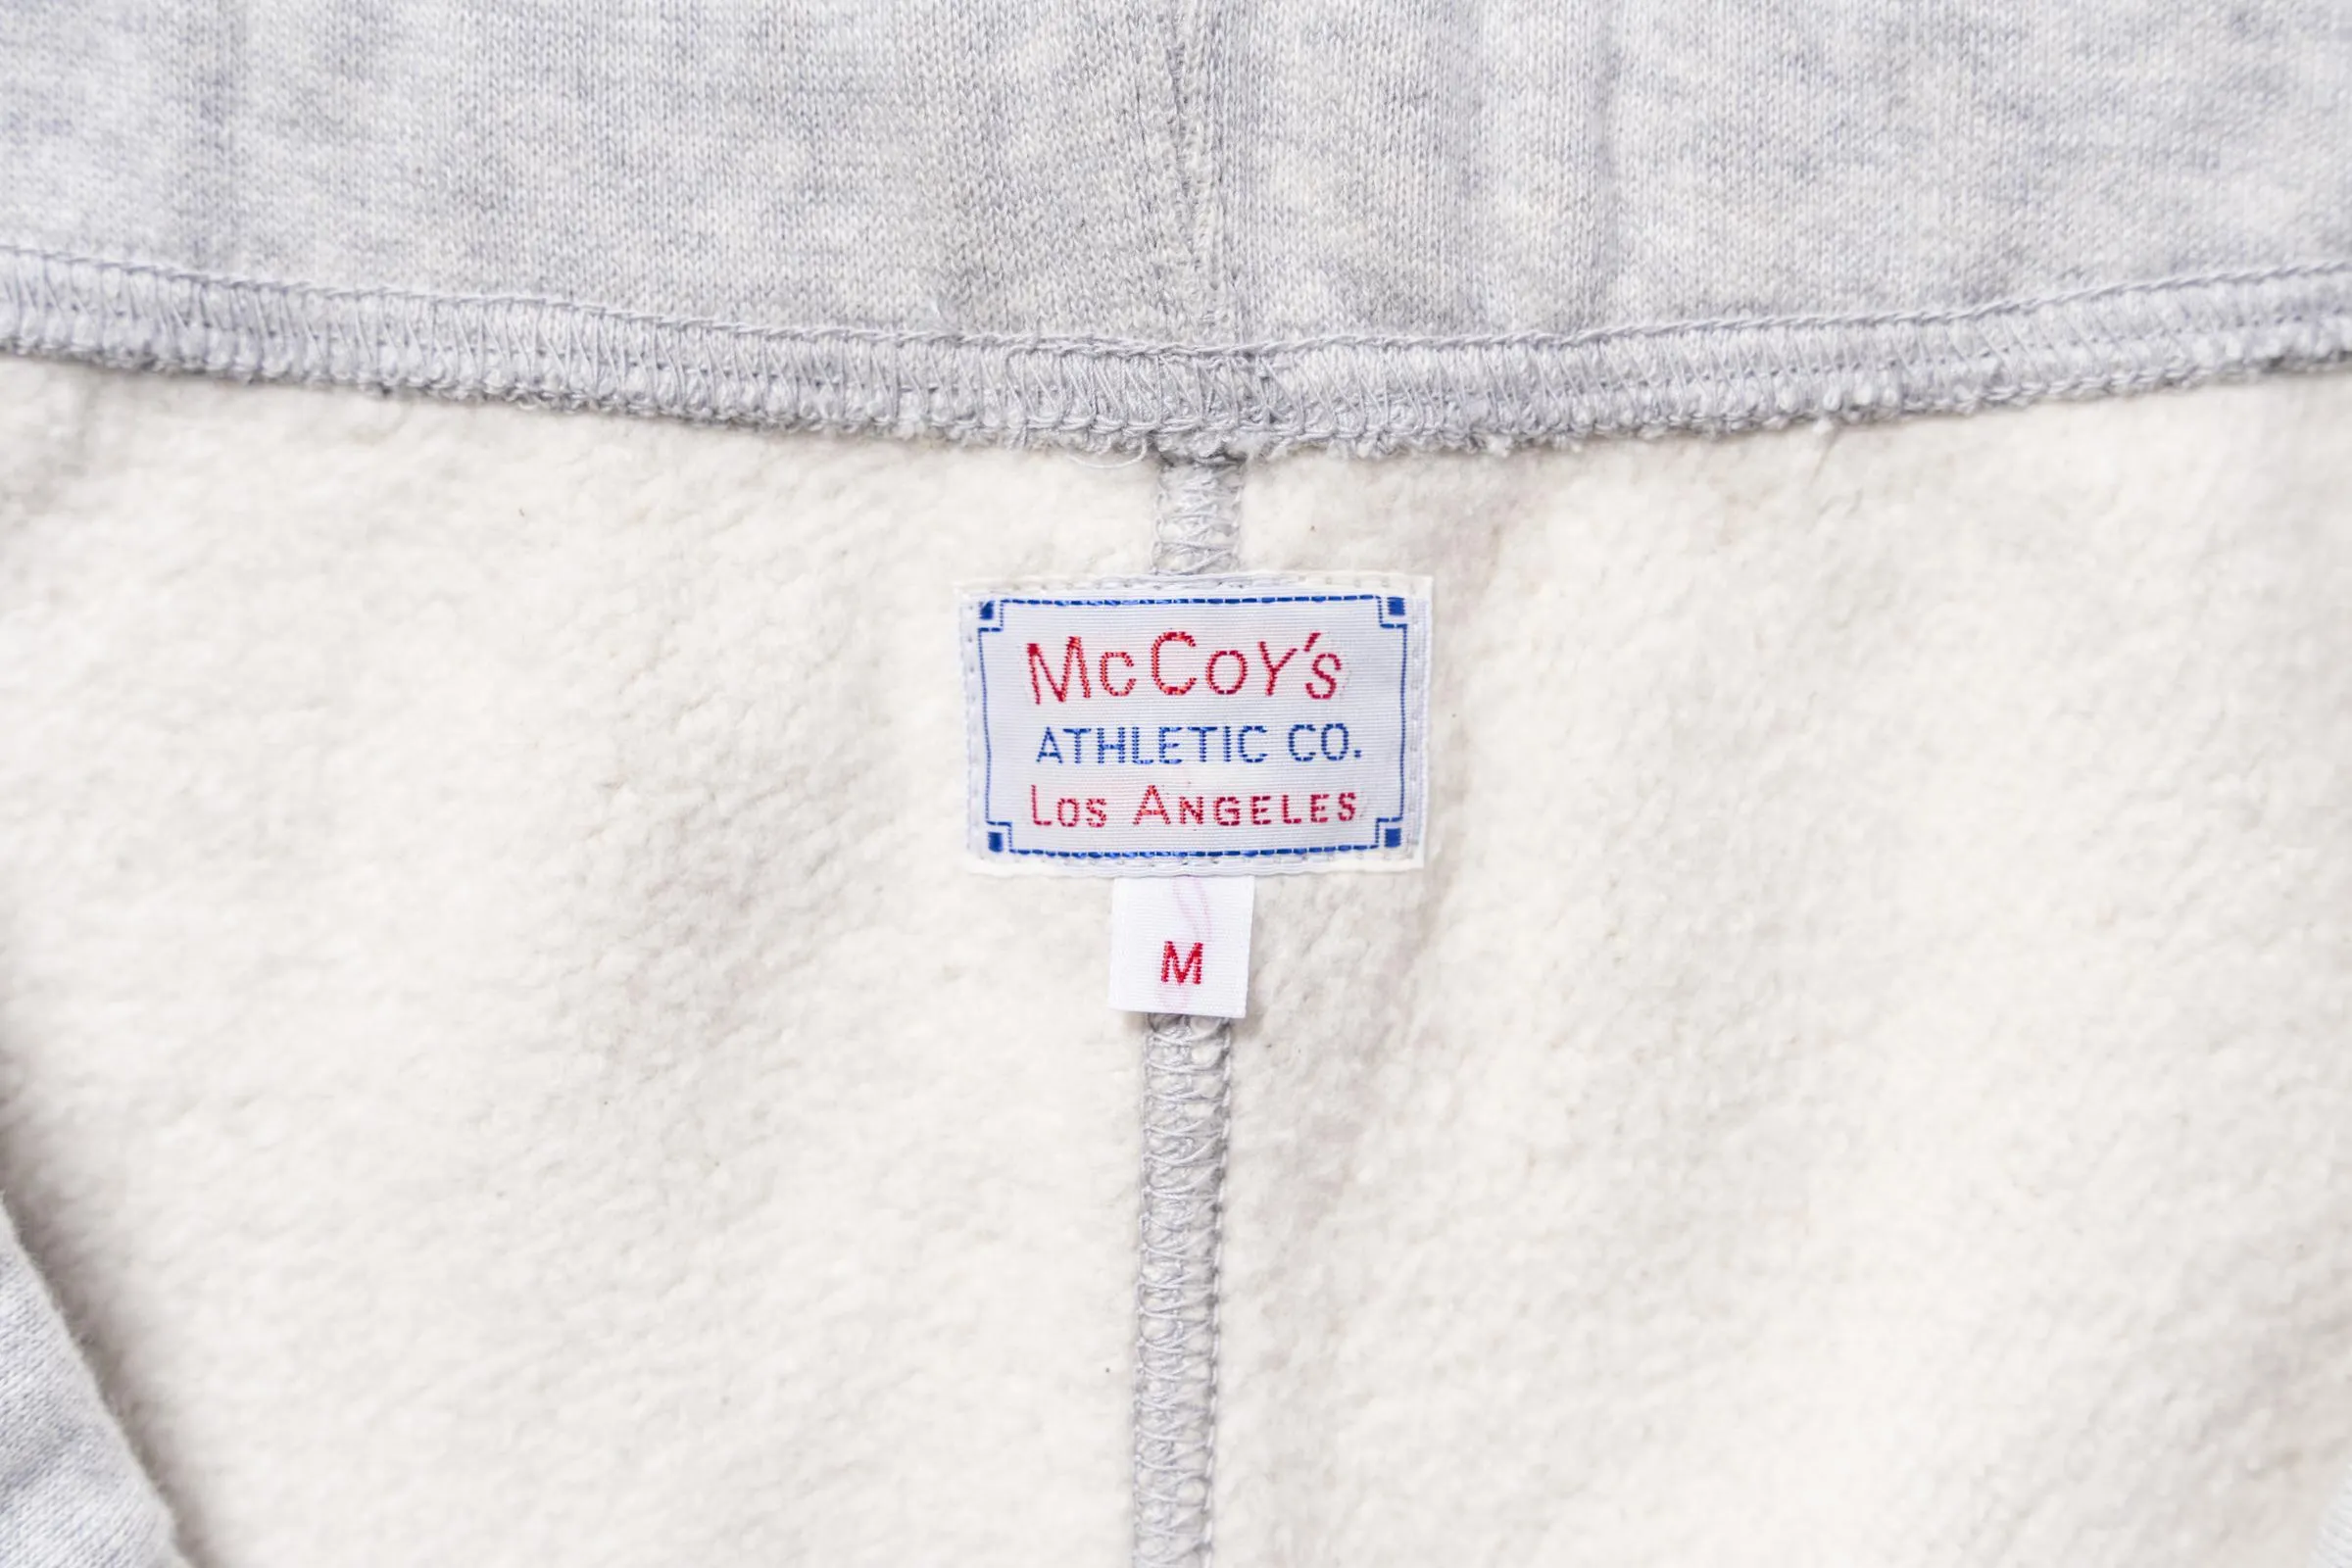 McCoy's
ATHLETIC CO.
Los Angeles
M